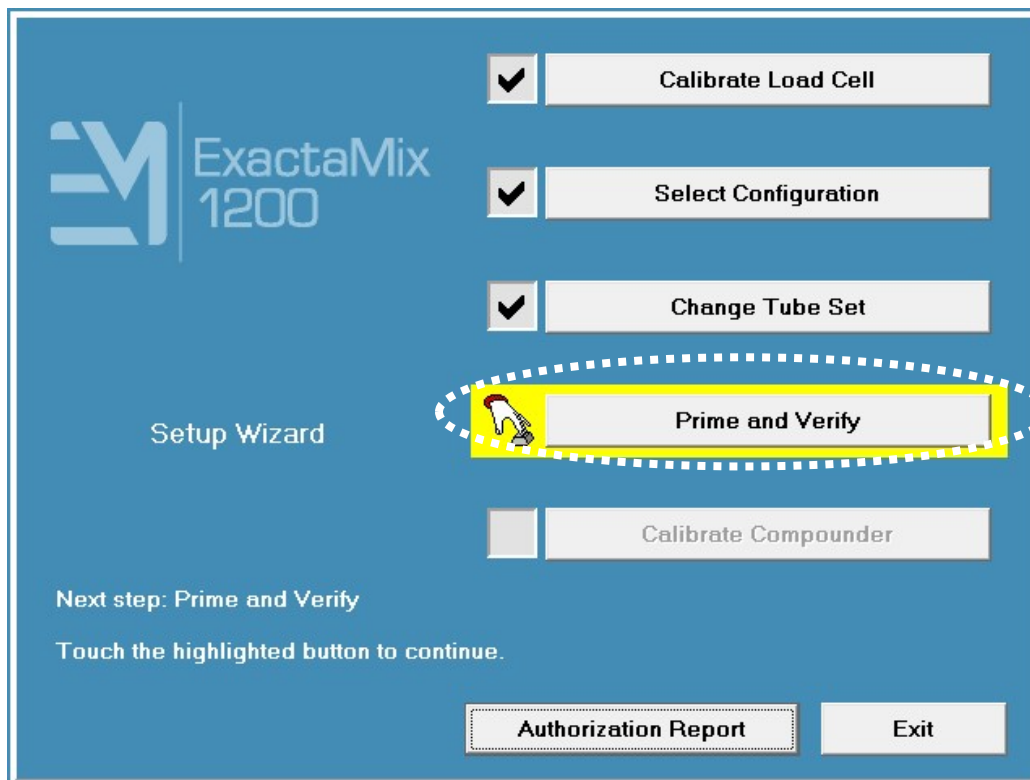 Calibrate Load Cell
EM ExactaMix
1200
Select Configuration
Change Tube Set
Setup Wizard
Prime and Verify
Calibrate Compounder
Next step: Prime and Verify
Touch the highlighted button to continue.
Authorization Report
Exit